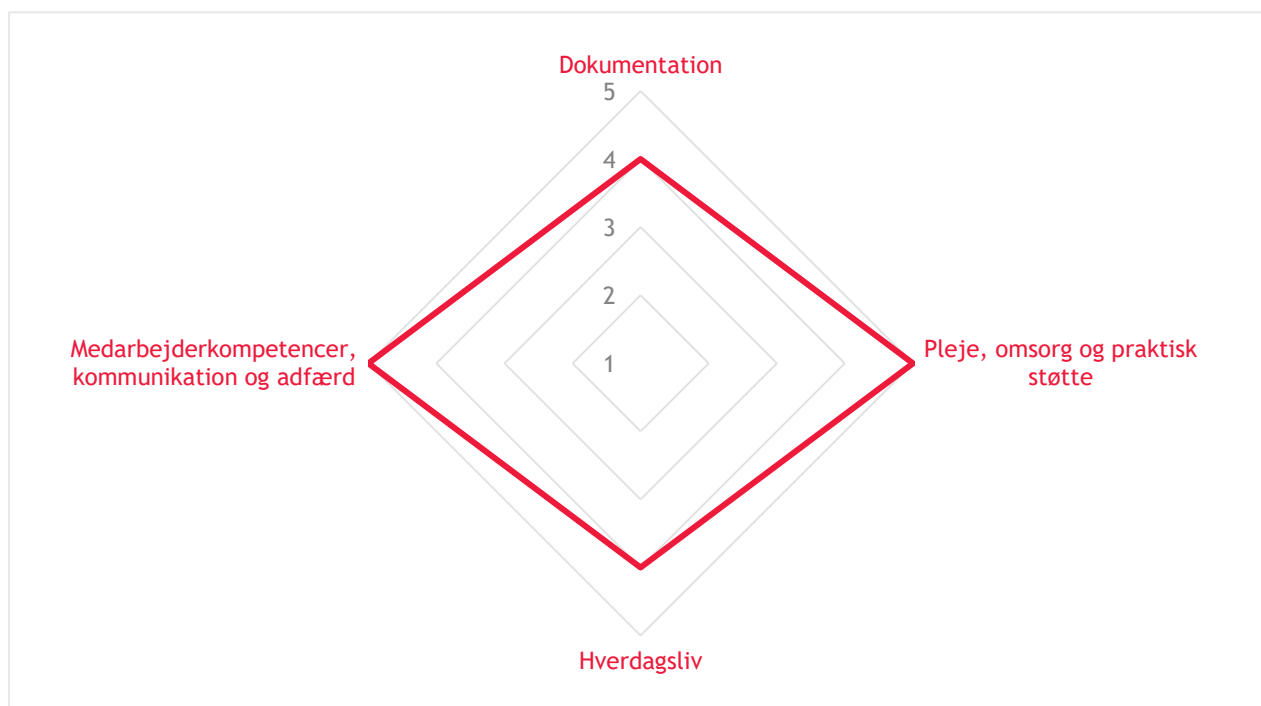 Dokumentation
5
4
3
2
1
Medarbejderkompetencer,
kommunikation og adfærd
Pleje, omsorg og praktisk
støtte
Hverdagsliv